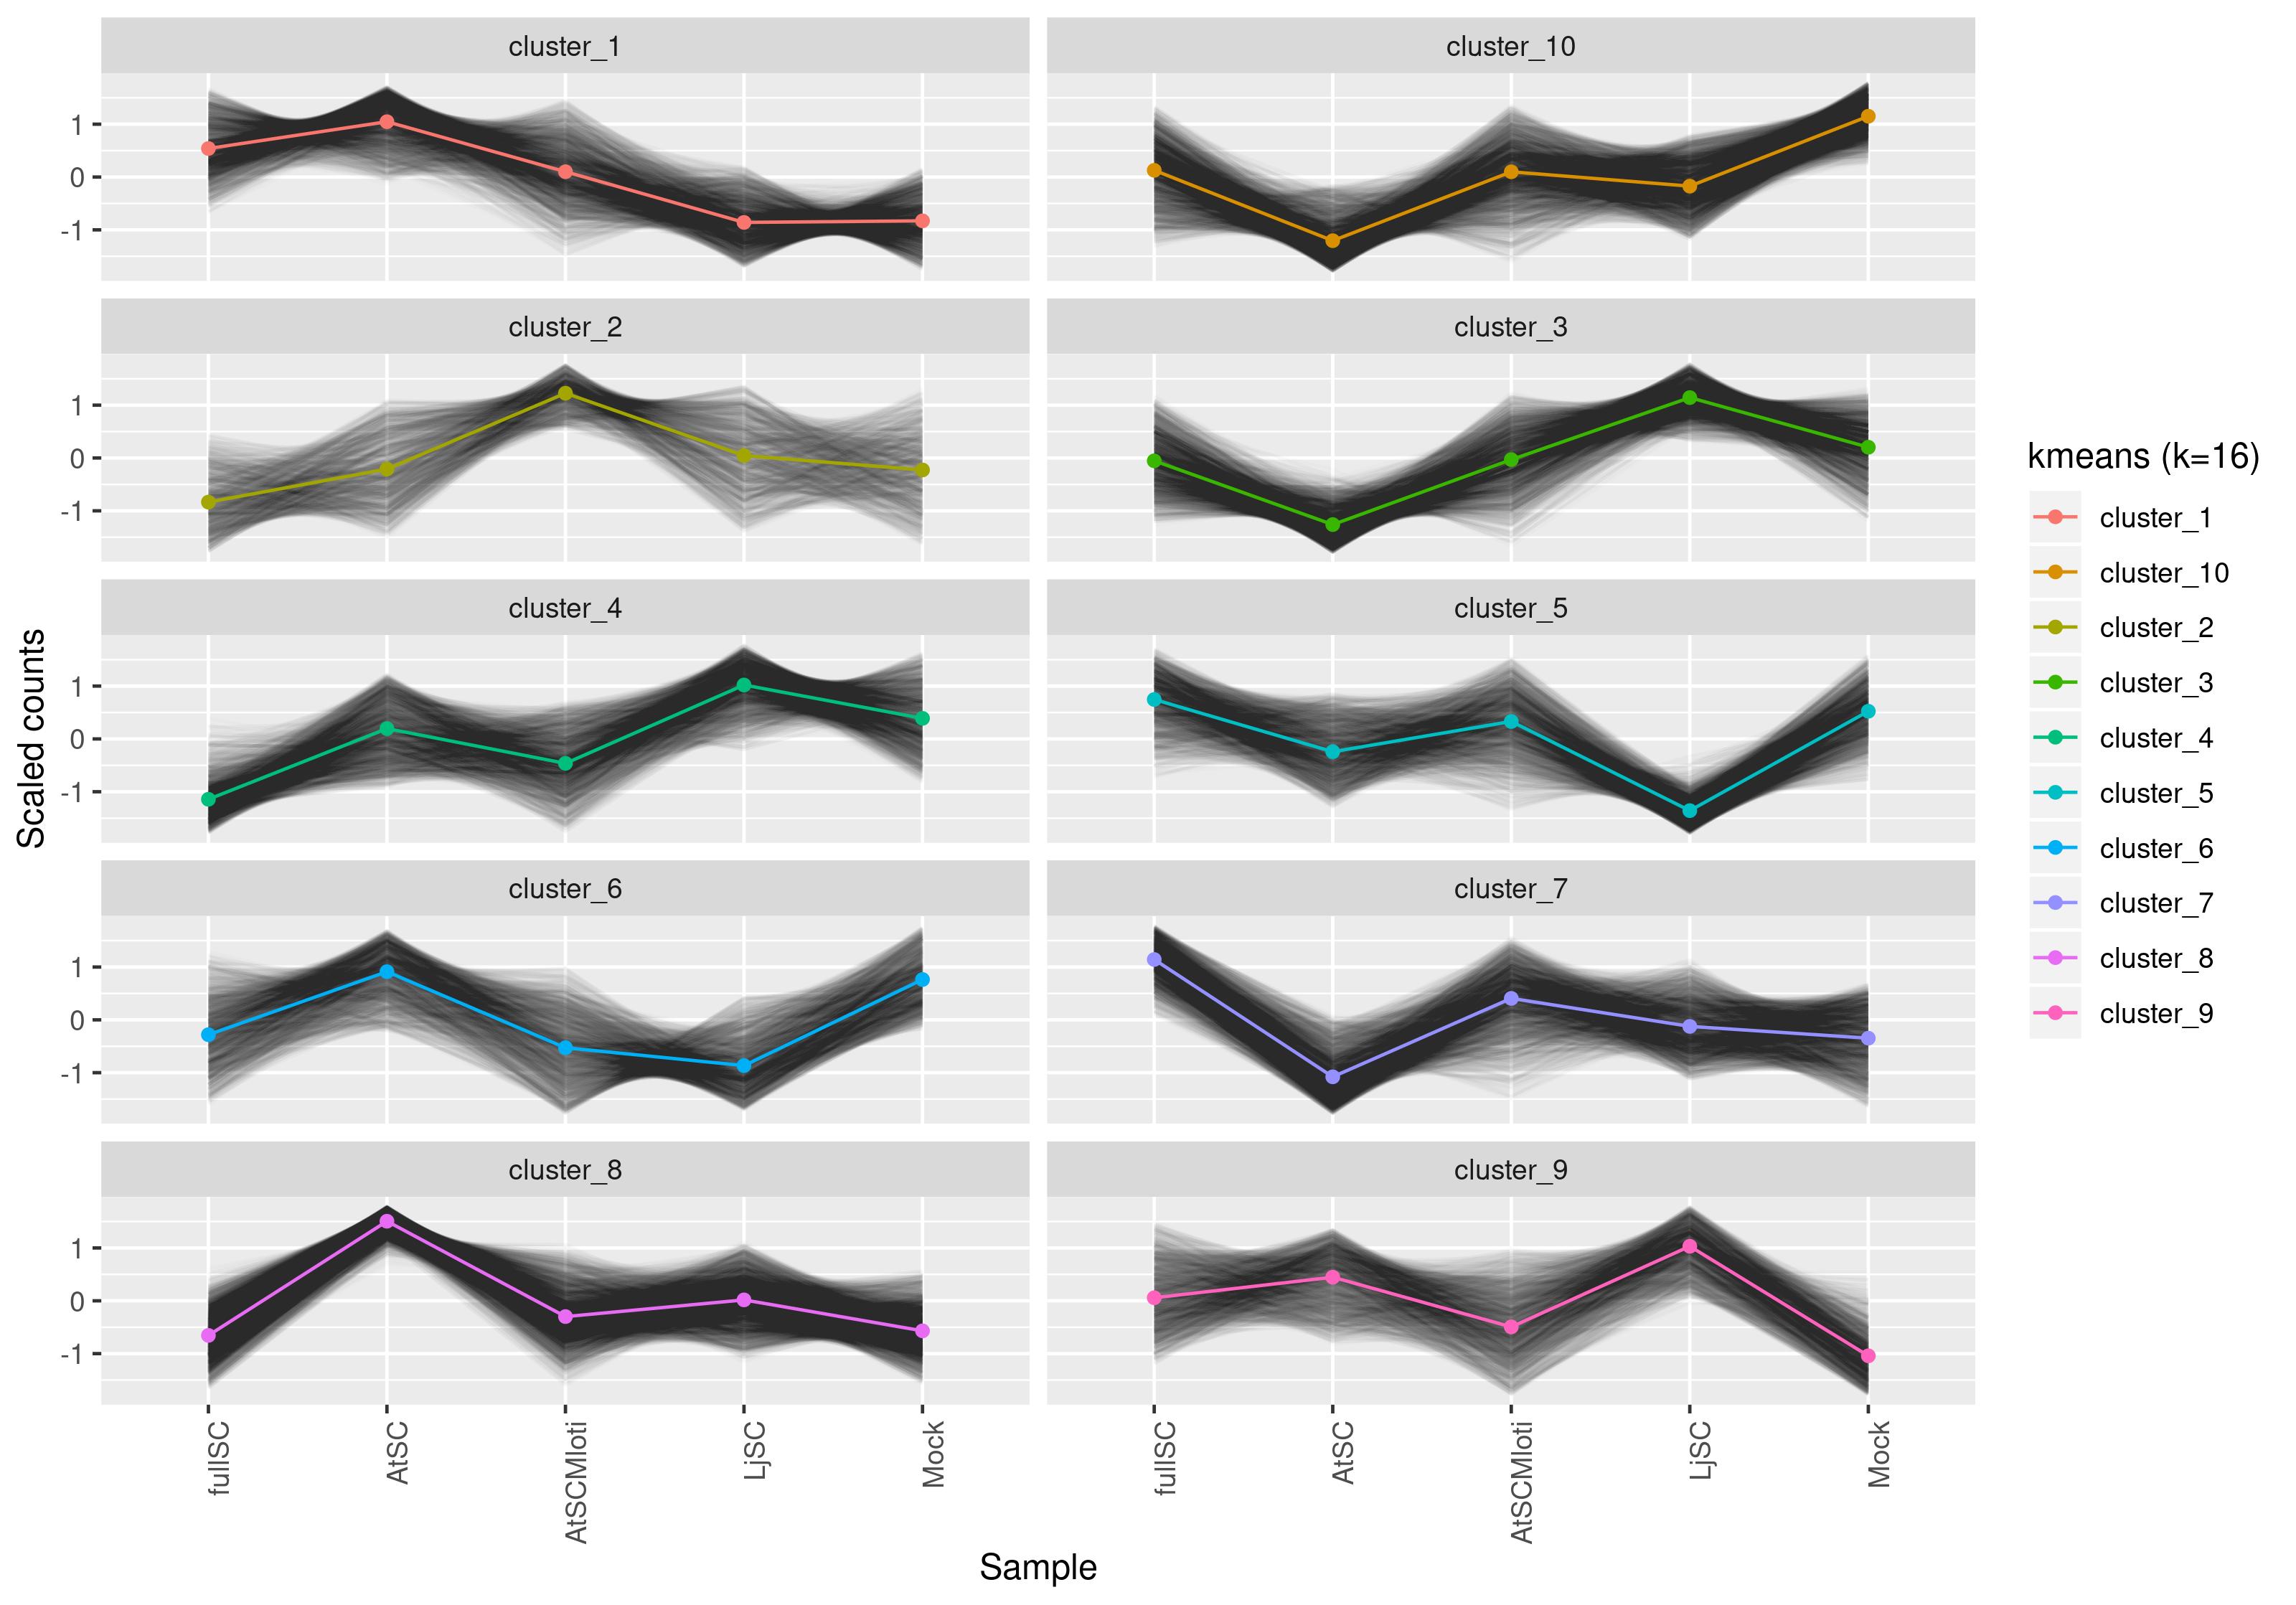 cluster_1
cluster_10
1
0
-1
cluster_2
cluster_3
1
0
-1
cluster_4
cluster_5
1
0
-1
cluster_6
cluster_7
1
0
-1
cluster_8
cluster_9
1
0
-1
Scaled counts
fullSC
AtSC
AtSCMloti
LjSC
Mock
fullSC
AtSC
AtSCMloti
LjSC
Mock
Sample
kmeans (k=16)
cluster_1
cluster_10
cluster_2
cluster_3
cluster_4
cluster_5
cluster_6
cluster_7
cluster_8
cluster_9